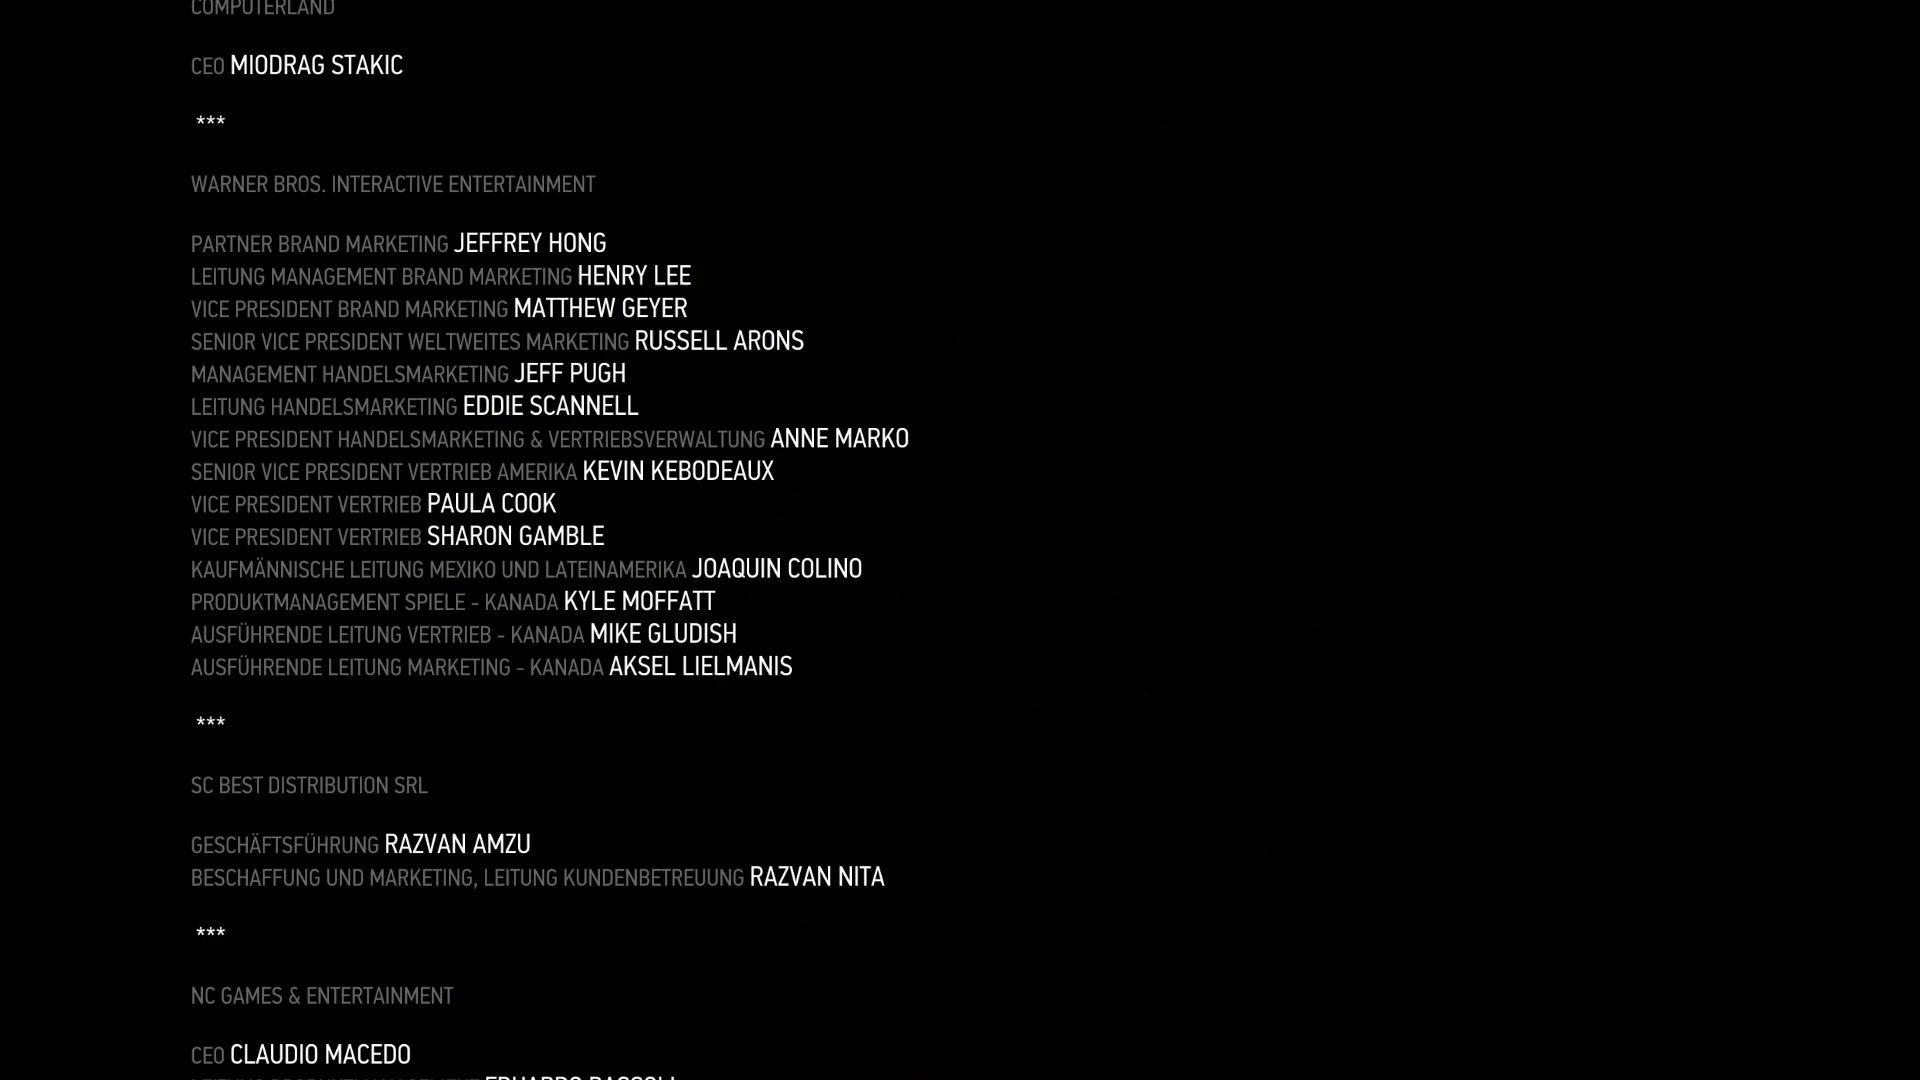 COMPUTERLAND
CEO MIODRAG STAKIC
***
WARNER BROS. INTERACTIVE ENTERTAINMENT
PARTNER BRAND MARKETING JEFFREY HONG
LEITUNG MANAGEMENT BRAND MARKETING HENRY LEE
VICE PRESIDENT BRAND MARKETING MATTHEW GEYER
SENIOR VICE PRESIDENT WELTWEITES MARKETING RUSSELL ARONS
MANAGEMENT HANDELSMARKETING JEFF PUGH
LEITUNG HANDELSMARKETING EDDIE SCANNELL
VICE PRESIDENT HANDELSMARKETING & VERTRIEBSVERWALTUNG ANNE MARKO
SENIOR VICE PRESIDENT VERTRIEB AMERIKA KEVIN KEBODEAUX
VICE PRESIDENT VERTRIEB PAULA COOK
VICE PRESIDENT VERTRIEB SHARON GAMBLE
KAUFMÄNNISCHE LEITUNG MEXIKO UND LATEINAMERIKA JOAQUIN COLINO
PRODUKTMANAGEMENT SPIELE - KANADA KYLE MOFFATT
AUSFÜHRENDE LEITUNG VERTRIEB - KANADA MIKE GLUDISH
AUSFÜHRENDE LEITUNG MARKETING - KANADA AKSEL LIELMANIS
***
SC BEST DISTRIBUTION SRL
GESCHÄFTSFÜHRUNG RAZVAN AMZU
BESCHAFFUNG UND MARKETING, LEITUNG KUNDENBETREUUNG RAZVAN NITA
***
NC GAMES & ENTERTAINMENT
CEO CLAUDIO MACEDO